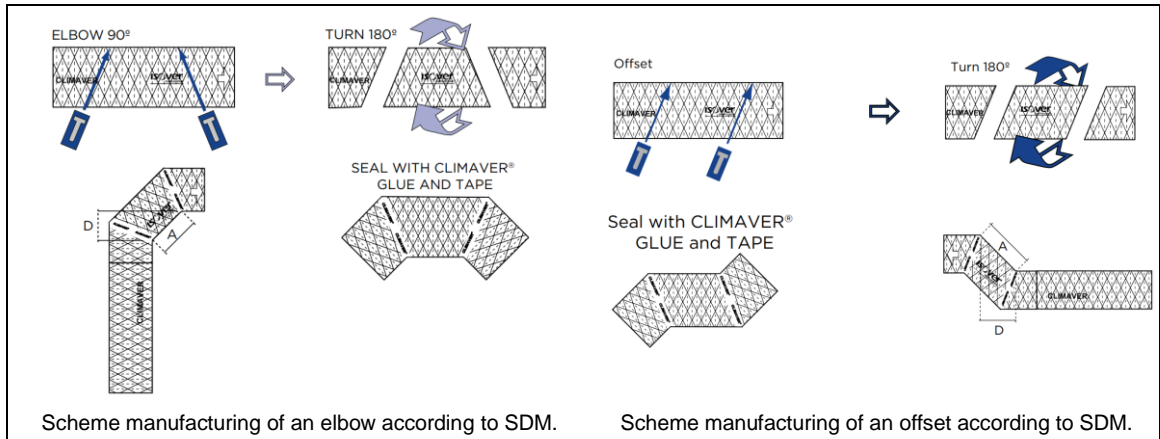 ELBOW 90º
CLIMAVER
isover
TURN 180º
CLIMAVER
isover
D
A
isover
CLIMAVER
SEAL WITH CLIMAVER®
GLUE AND TAPE
Scheme manufacturing of an elbow according to SDM.
Offset
CLIMAVER
isover
Turn 180º
CLIMAVER
isover
Seal with CLIMAVER®
GLUE and TAPE
A
isover
CLIMAVER
D
Scheme manufacturing of an offset according to SDM.